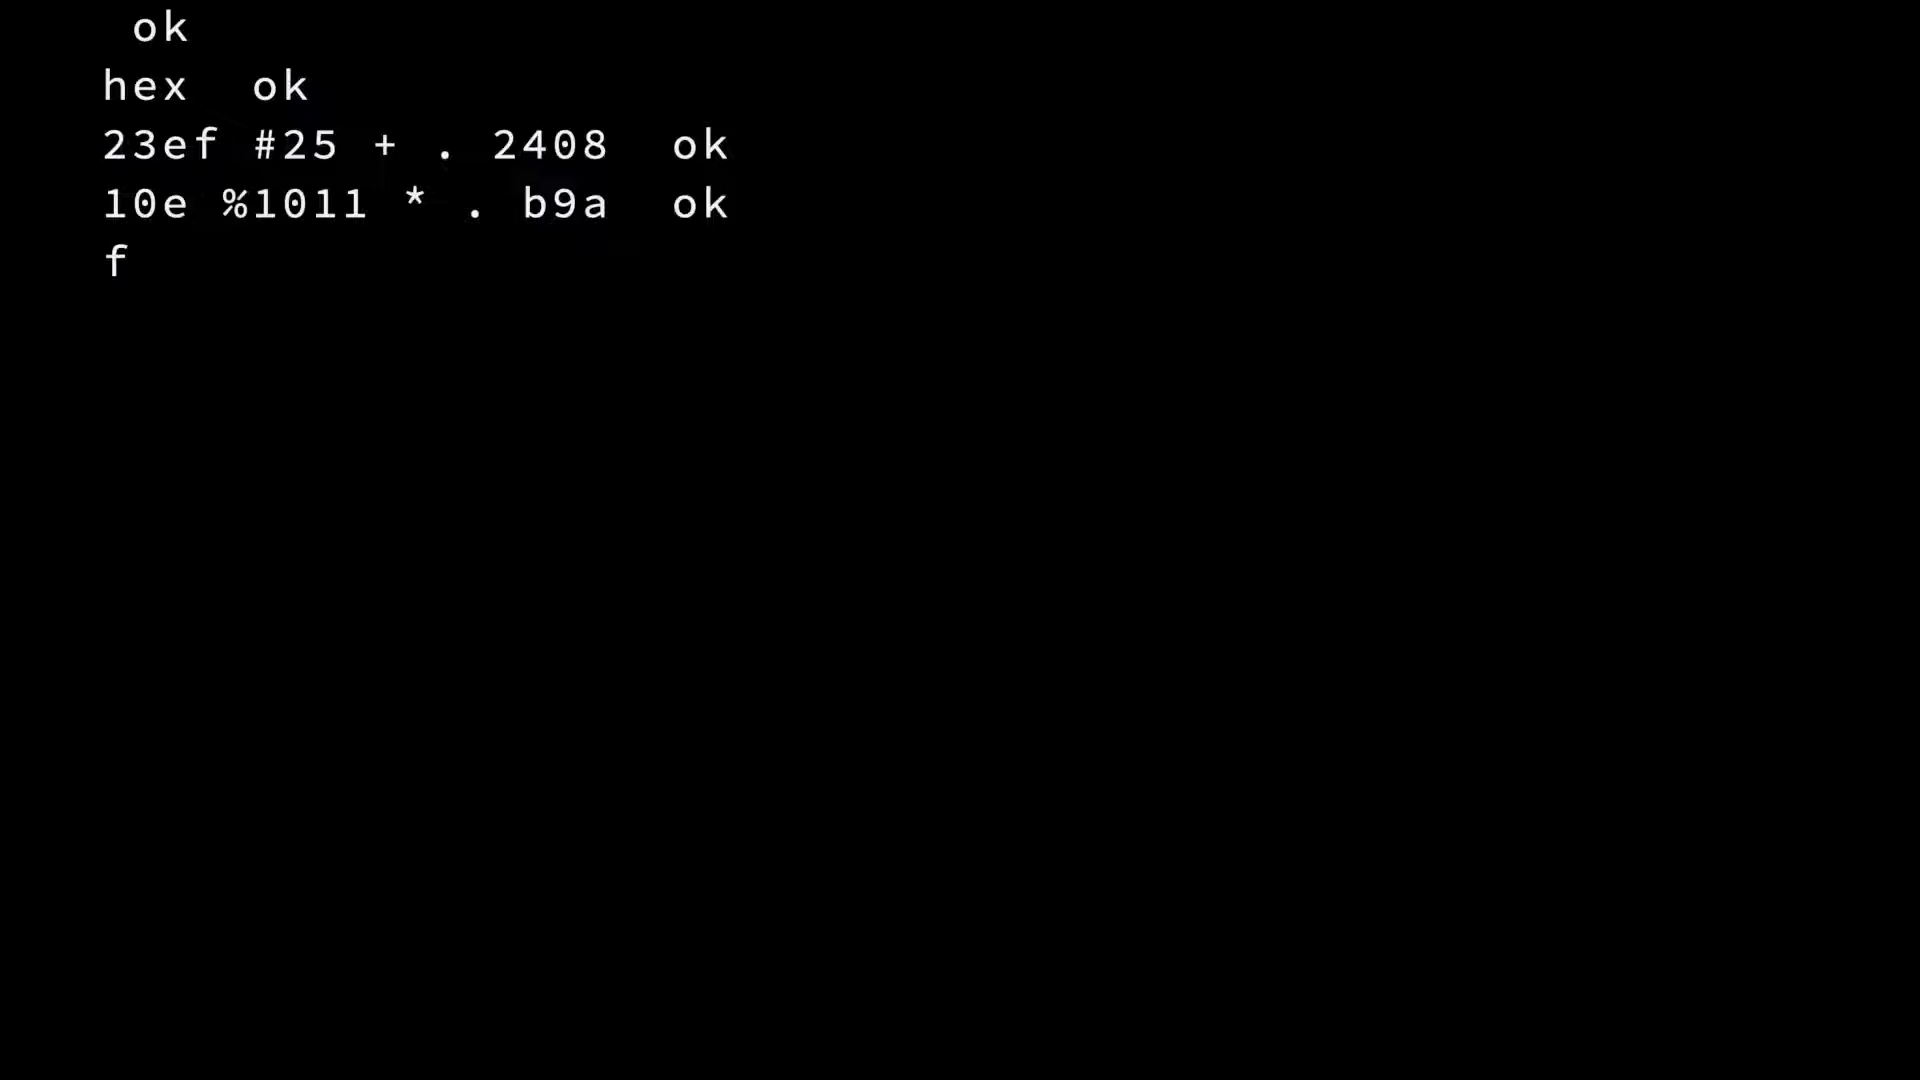 ok
hex  ok
23ef #25 + . 2408  ok
10e %1011 * . b9a  ok
f